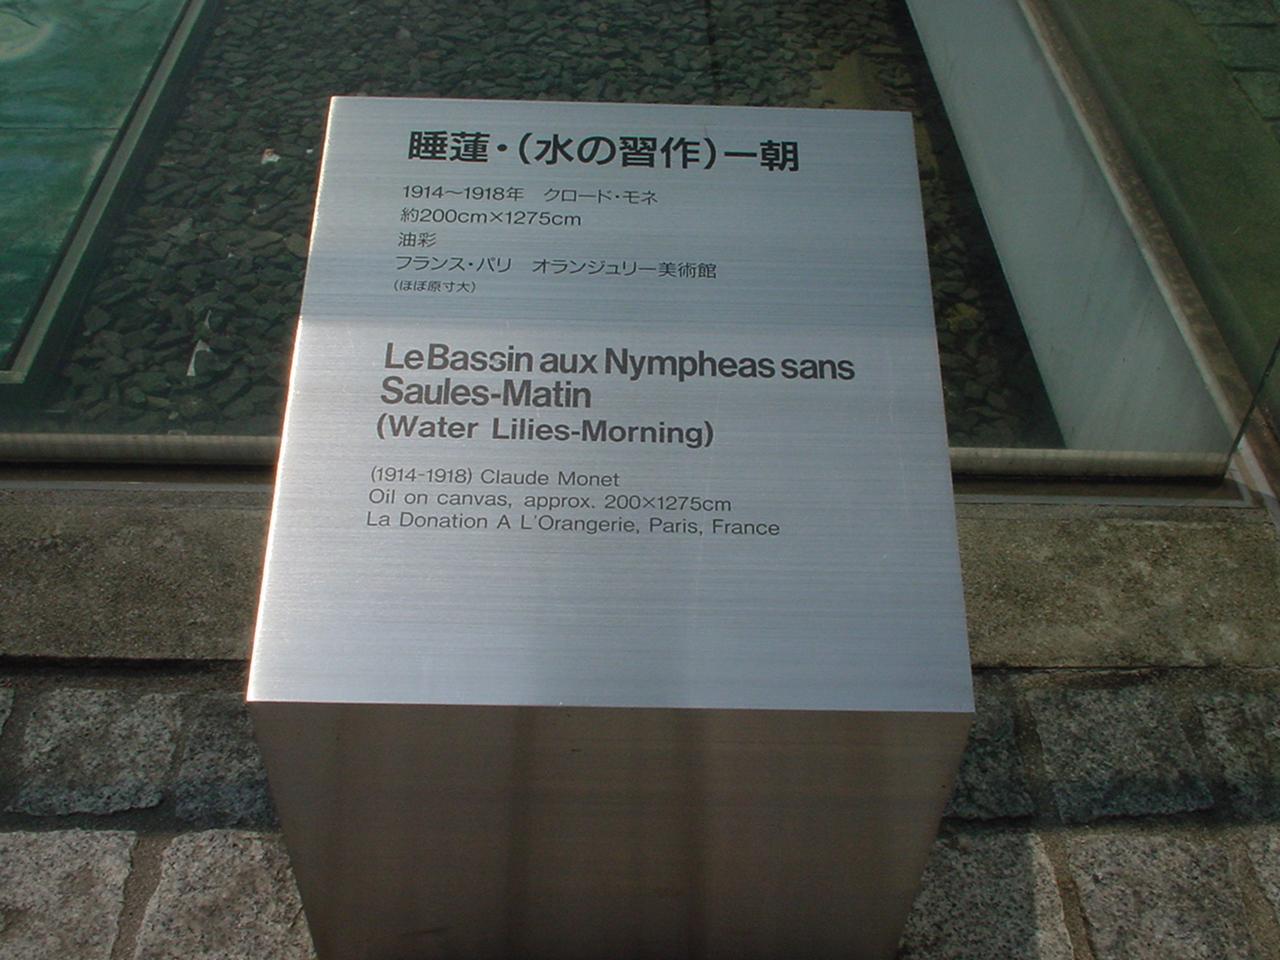 睡蓮・(水の習作)ー朝
1914〜1918年　クロード・モネ
約200cm×1275cm
油彩
フランス・パリ　オランジュリー美術館
(ほぼ原寸大)
Le Bassin aux Nympheas sans
Saules-Matin
(Water Lilies-Morning)
(1914-1918) Claude Monet
Oil on canvas, approx. 200×1275cm
La Donation A L'Orangerie, Paris, France